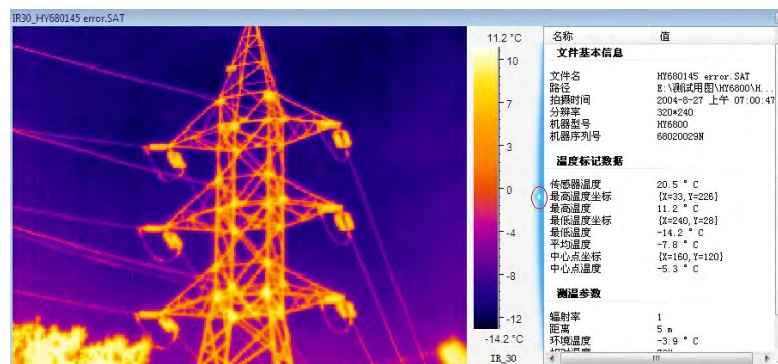 IR30_HY680145 error.SAT
11.2 °C
10
7
3
0
-4
-8
-12
-14.2 °C
IR_30
名称 值
文件基本信息
文件名 HY680145 error.SAT
路径 E:\测试用图\HY6800\H...
拍摄时间 2004-8-27 上午 07:00:47
分辨率 320*240
机器型号 HY6800
机器序列号 68020029N
温度标记数据
传感器温度 20.5 ° C
最高温度坐标 {X=33,Y=226}
最高温度 11.2 ° C
最低温度坐标 {X=240,Y=28}
最低温度 -14.2 ° C
平均温度 -7.8 ° C
中心点坐标 {X=160,Y=120}
中心点温度 -5.3 ° C
测温参数
辐射率 1
距离 5 m
环境温度 -3.9 ° C